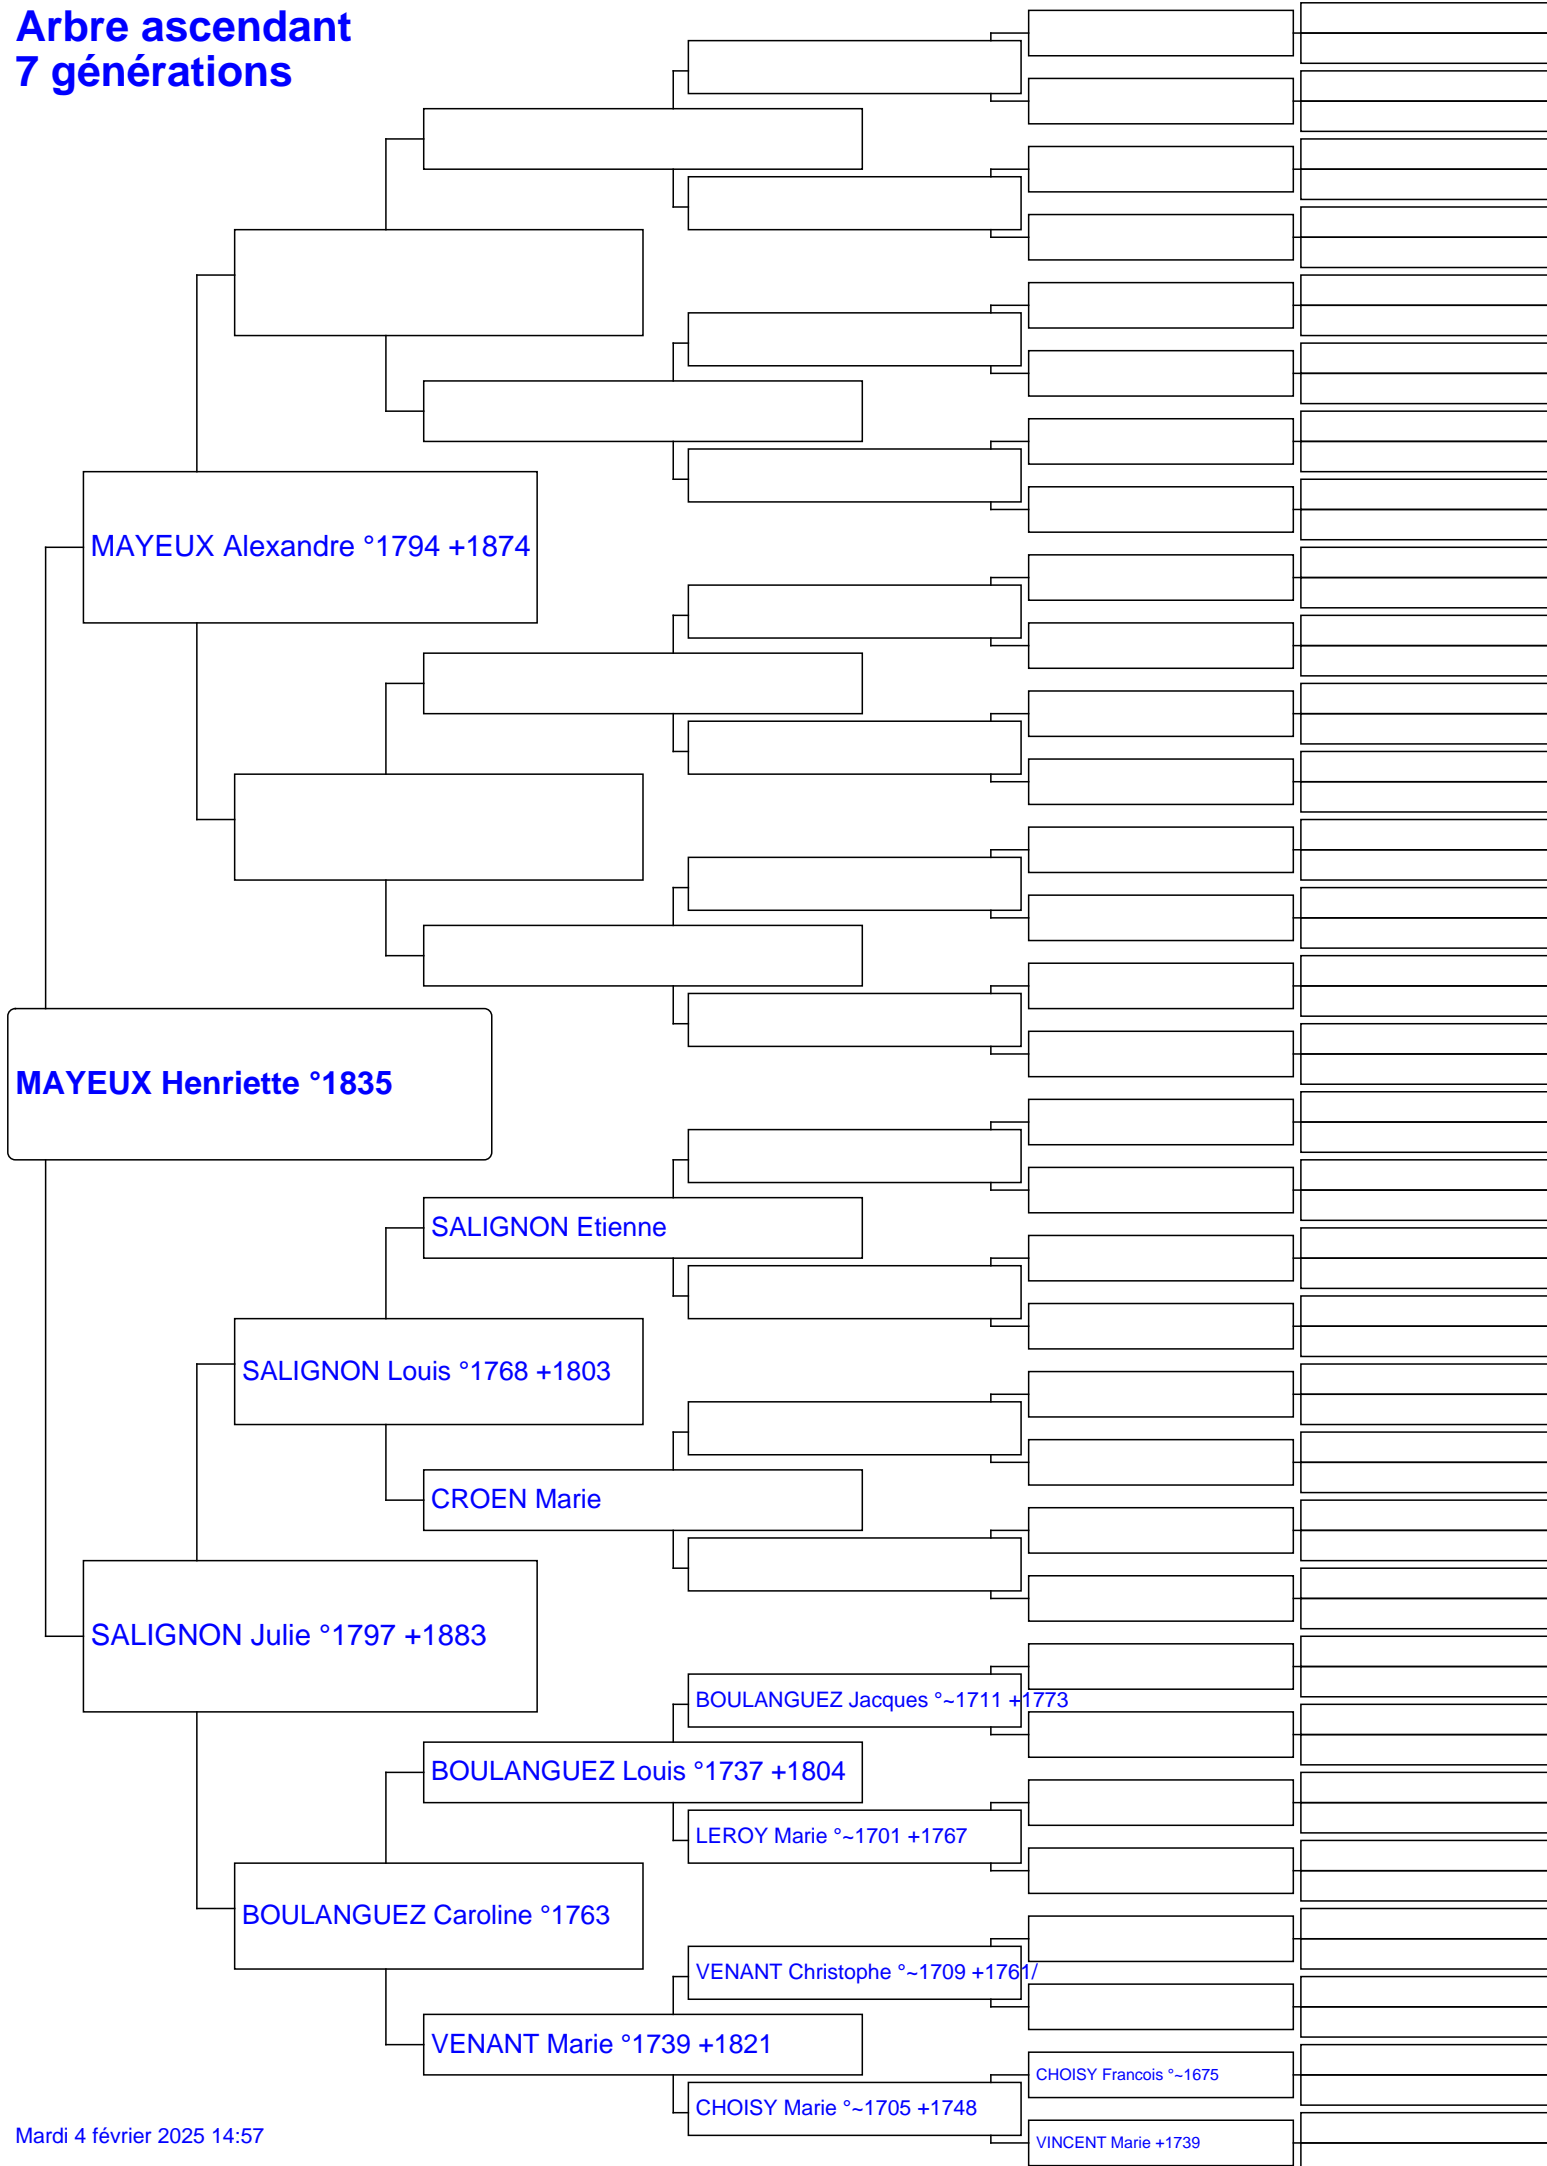 Arbre ascendant
7 générations
MAYEUX Alexandre °1794 +1874
MAYEUX Henriette °1835
SALIGNON Etienne
SALIGNON Louis °1768 +1803
CROEN Marie
SALIGNON Julie °1797 +1883
BOULANGUEZ Jacques °~1711 +1773
BOULANGUEZ Louis °1737 +1804
LEROY Marie °~1701 +1767
BOULANGUEZ Caroline °1763
VENANT Christophe °~1709 +1761/
VENANT Marie °1739 +1821
CHOISY Francois °~1675
CHOISY Marie °~1705 +1748
VINCENT Marie +1739
Mardi 4 février 2025 14:57